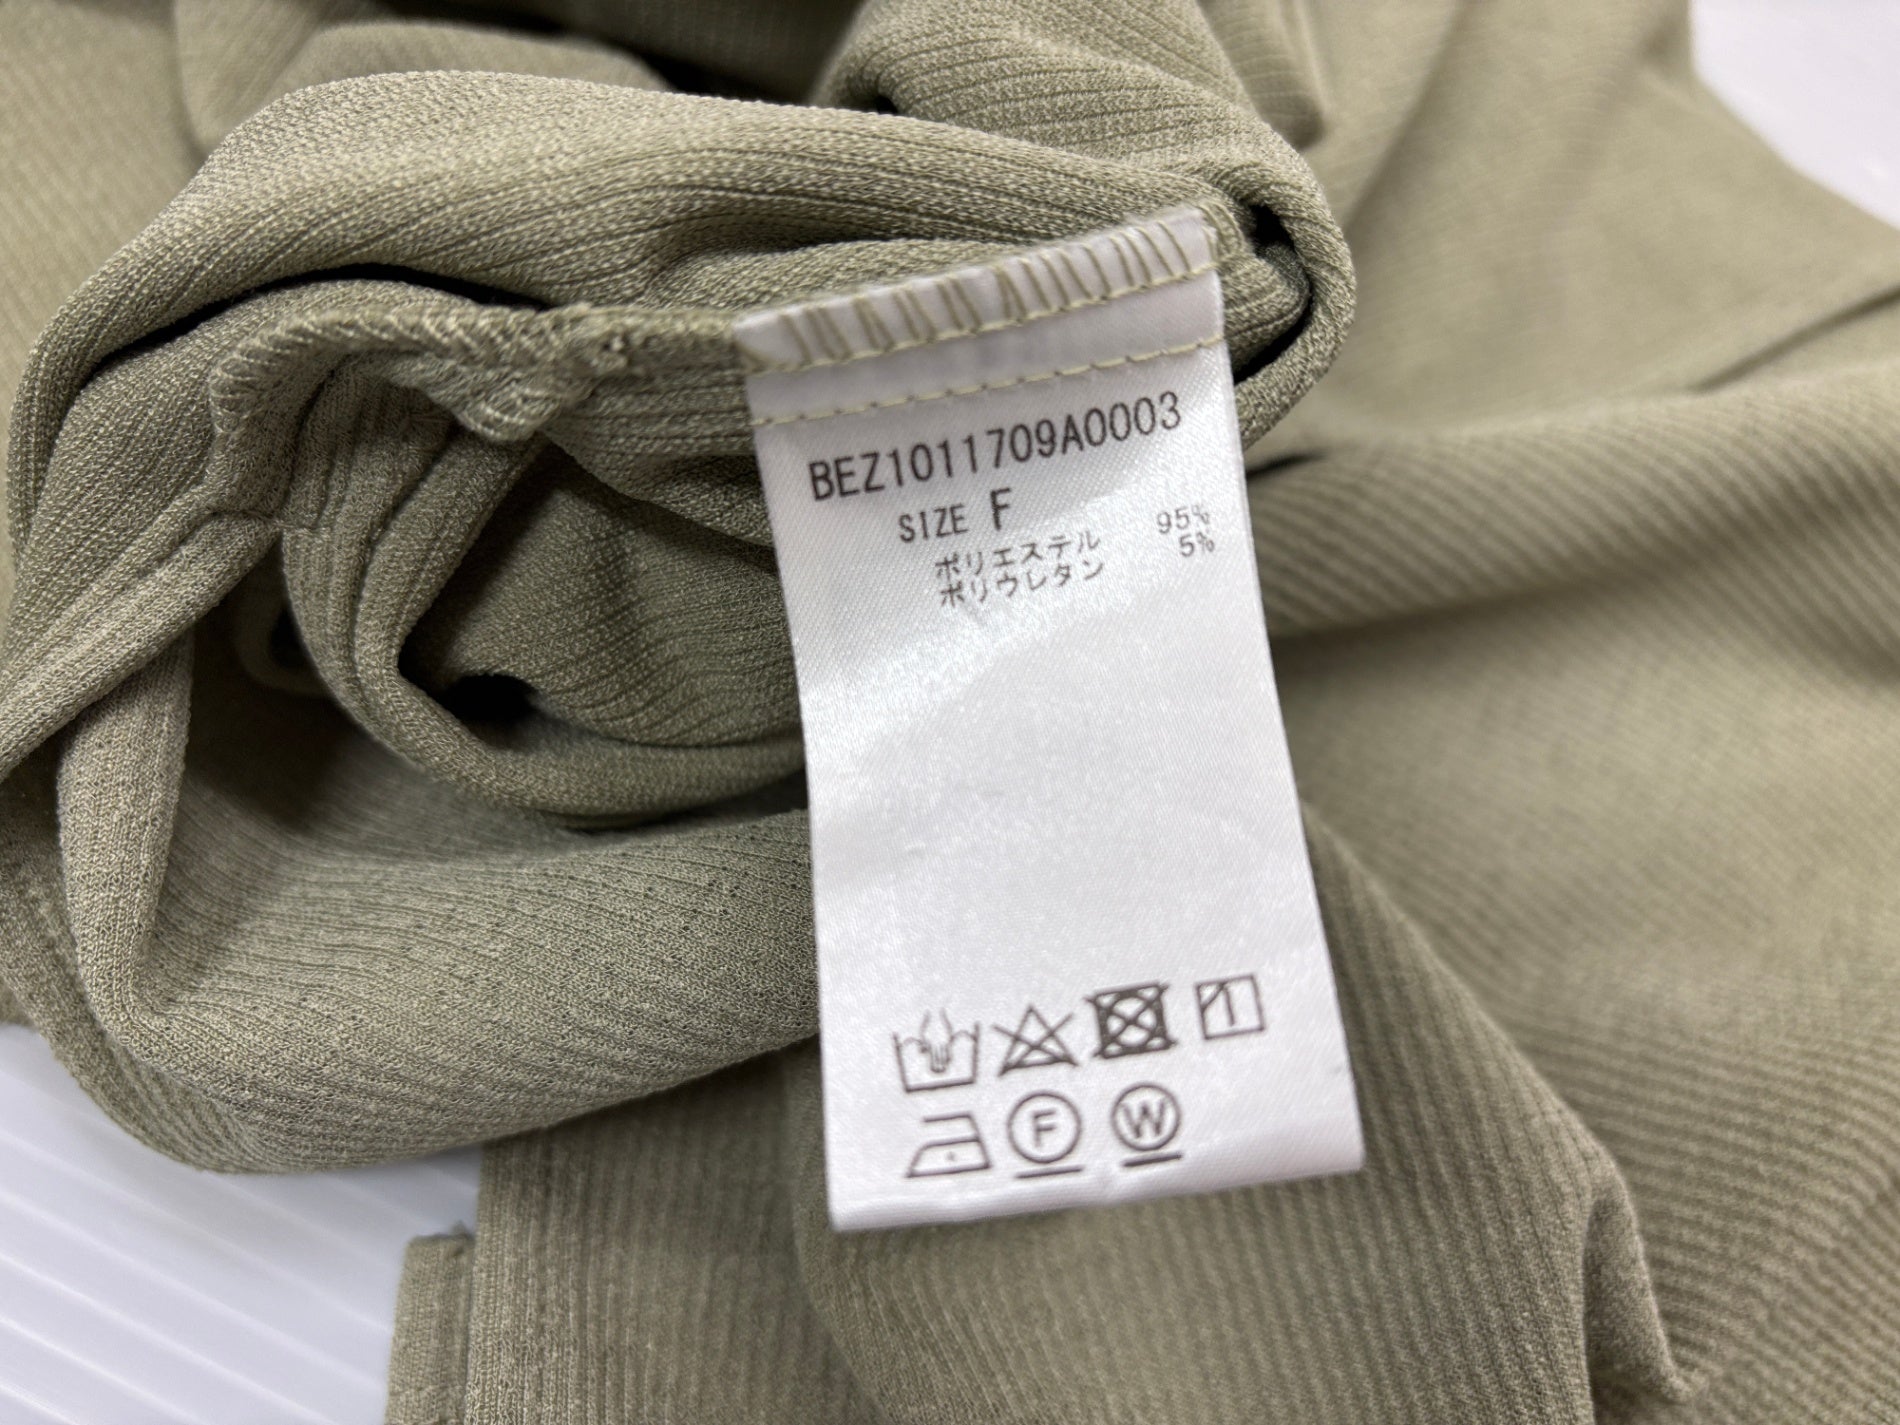 BEZ1011709A0003
SIZE F
ポリエステル 95%
ポリウレタン 5%
F W